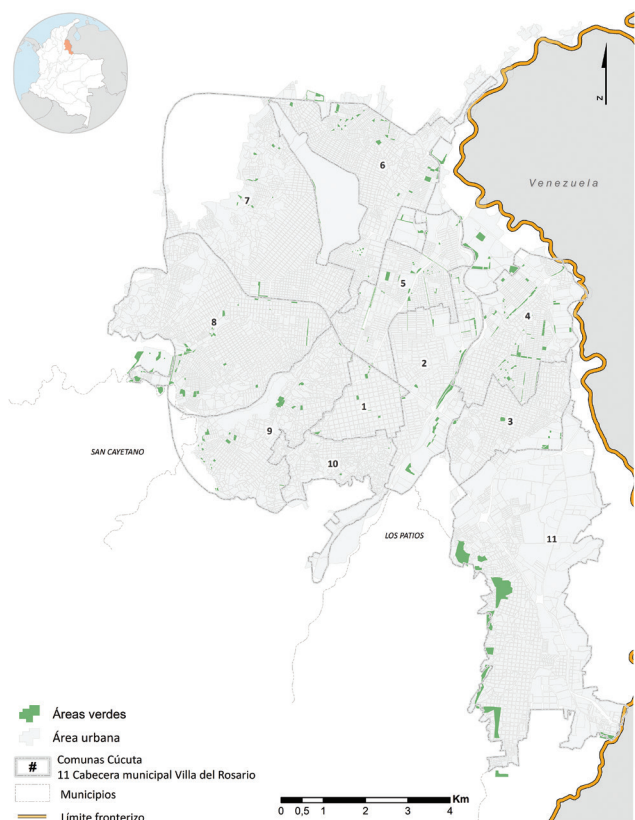 N
Venezuela
6
7
5
8
4
2
1
3
9
10
SAN CAYETANO
LOS PATIOS
11
Áreas verdes
Área urbana
# Comunas Cúcuta
11 Cabecera municipal Villa del Rosario
Municipios
Límite fronterizo
Km
0 0,5 1 2 3 4